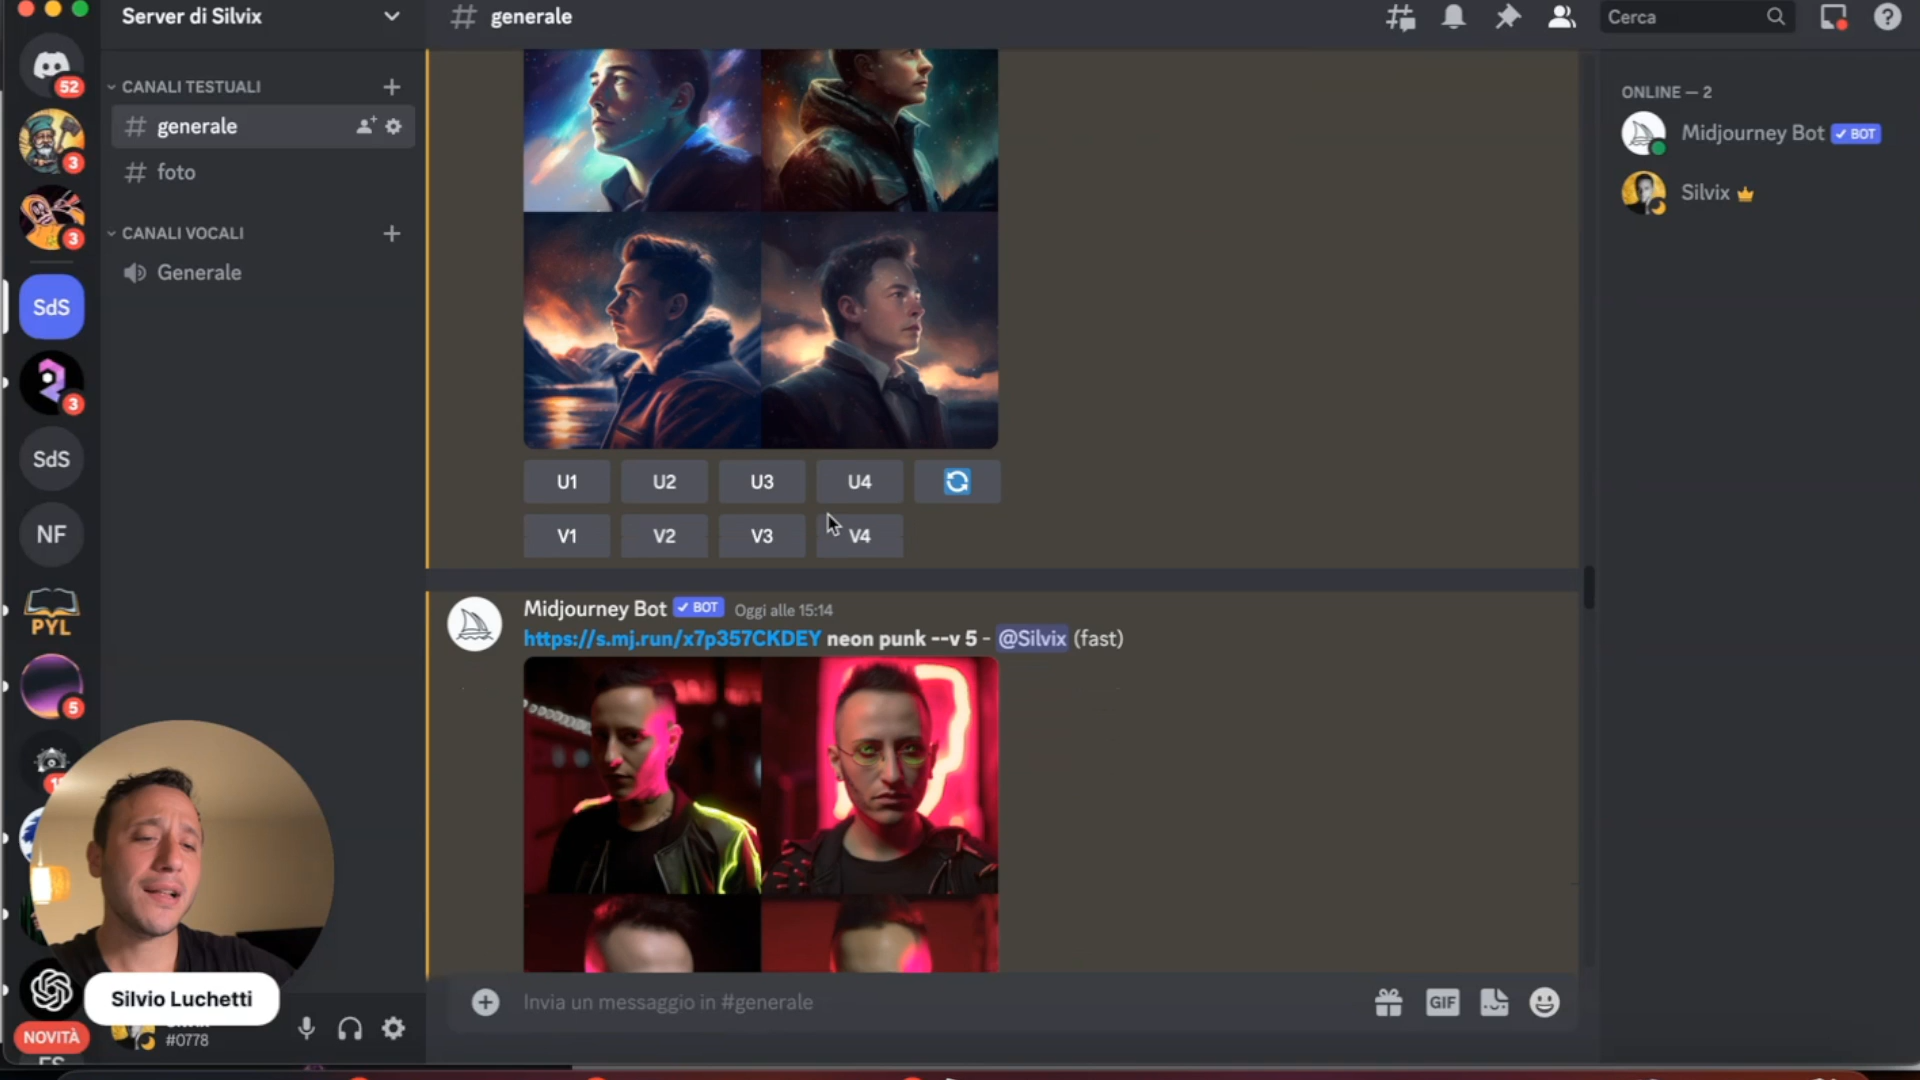 Server di Silvix
generale
Cerca
52
CANALI TESTUALI
generale
foto
3
3
CANALI VOCALI
Generale
SdS
3
SdS
NF
PYL
5
U1 U2 U3 U4
V1 V2 V3 V4
Midjourney Bot BOT Oggi alle 15:14
https://s.mj.run/x7p357CKDEY neon punk --v 5 - @Silvix (fast)
Invia un messaggio in #generale
GIF
ONLINE — 2
Midjourney Bot BOT
Silvix
Silvio Luchetti
#0778
NOVITÀ